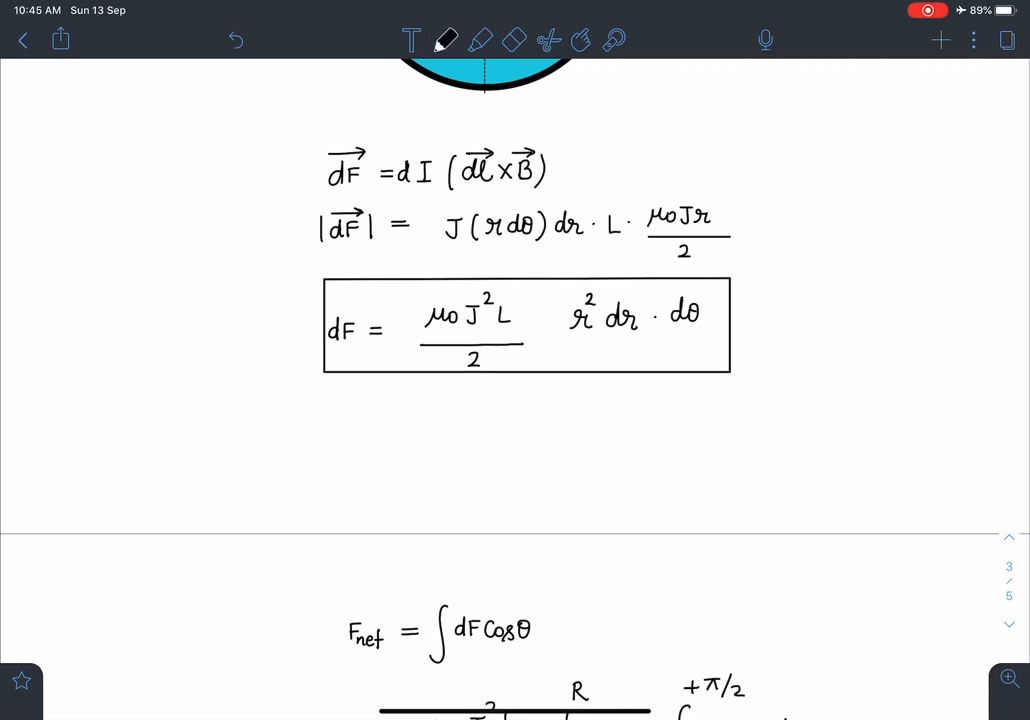 10:45 AM Sun 13 Sep
89%
T
dF⃗ = dI (dl⃗ × B⃗)
|dF⃗| = J (r dθ) dr · L · μ₀Jr / 2
dF = μ₀J²L / 2 r² dr · dθ
3
/
5
Fnet = ∫ dF Cosθ
R +π/2